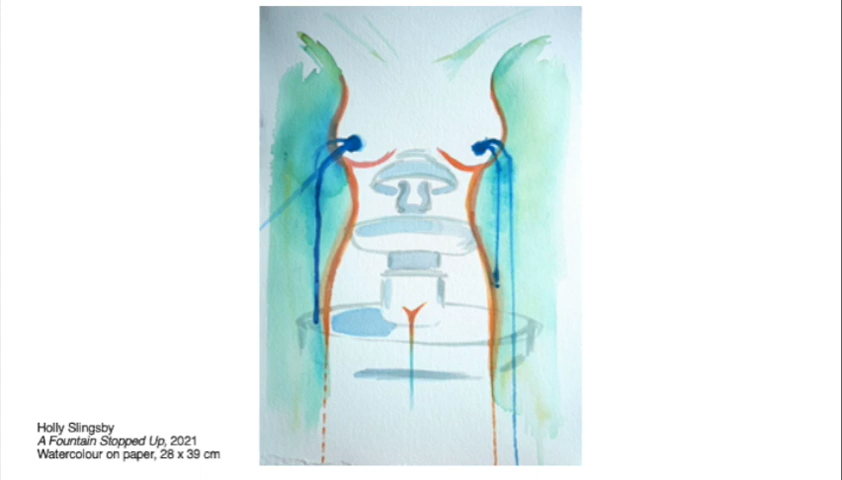 Holly Slingsby
A Fountain Stopped Up, 2021
Watercolour on paper, 28 x 39 cm